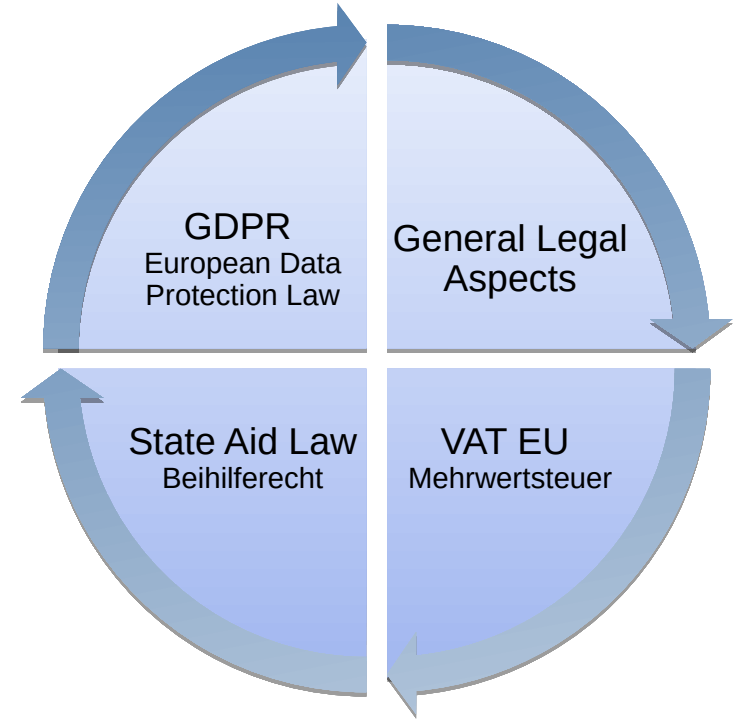 GDPR
European Data
Protection Law
General Legal
Aspects
State Aid Law
Beihilferecht
VAT EU
Mehrwertsteuer